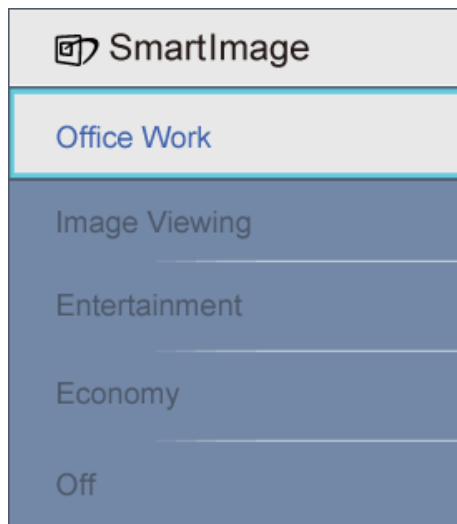 SmartImage
Office Work
Image Viewing
Entertainment
Economy
Off